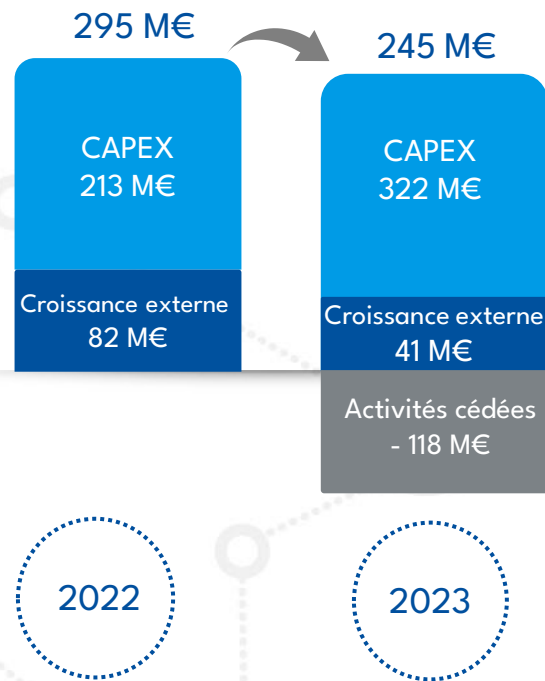 295 M€
CAPEX
213 M€
Croissance externe
82 M€
2022
245 M€
CAPEX
322 M€
Croissance externe
41 M€
Activités cédées
- 118 M€
2023